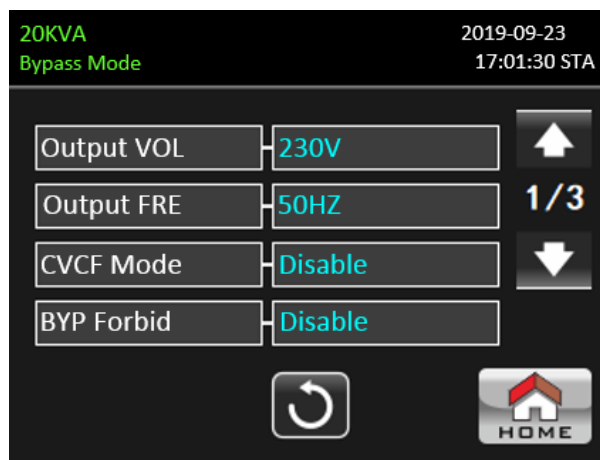 20KVA
2019-09-23
Bypass Mode
17:01:30 STA
Output VOL
230V
Output FRE
50HZ
1/3
CVCF Mode
Disable
BYP Forbid
Disable
HOME